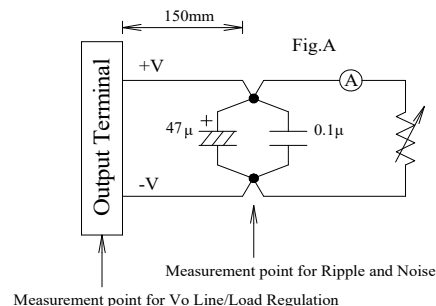 150mm
Fig.A
+V
A
Output Terminal
+
47μ
0.1μ
-V
Measurement point for Ripple and Noise
Measurement point for Vo Line/Load Regulation